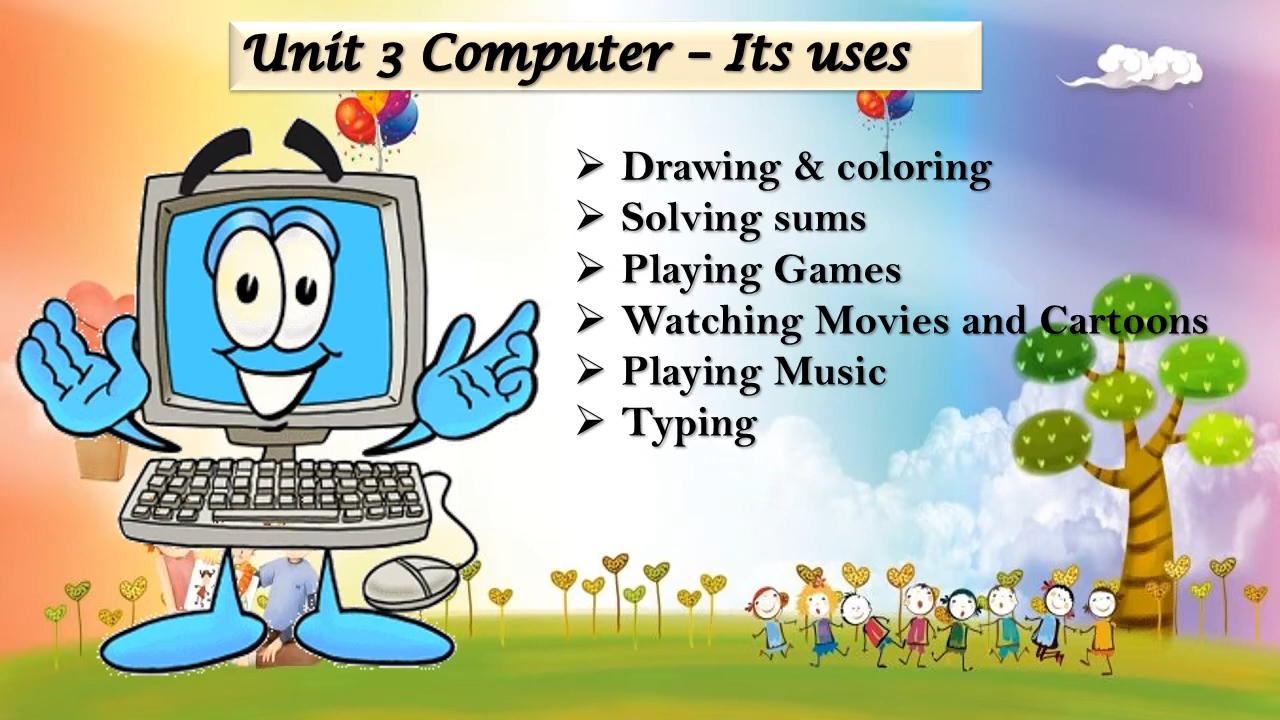 Unit 3 Computer – Its uses
➢ Drawing & coloring
➢ Solving sums
➢ Playing Games
➢ Watching Movies and Cartoons
➢ Playing Music
➢ Typing